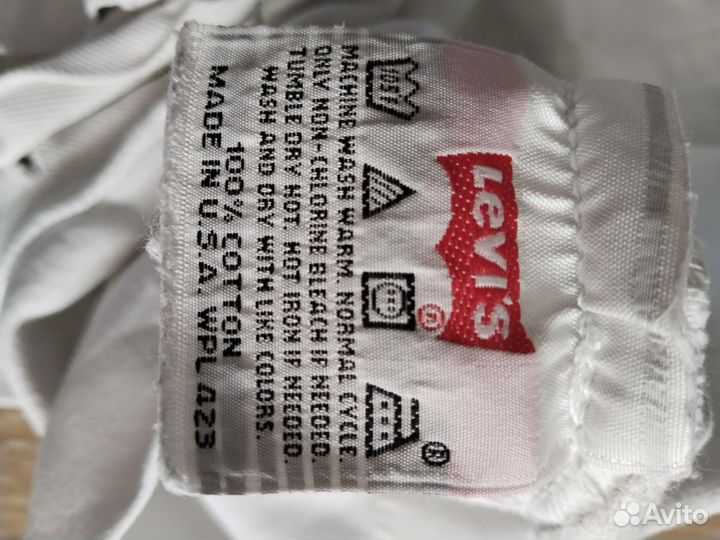 LEVI'S
®
®
MACHINE WASH WARM. NORMAL CYCLE.
ONLY NON-CHLORINE BLEACH IF NEEDED.
TUMBLE DRY HOT. HOT IRON IF NEEDED.
WASH AND DRY WITH LIKE COLORS.
100% COTTON
MADE IN U.S.A. WPL 423
Avito